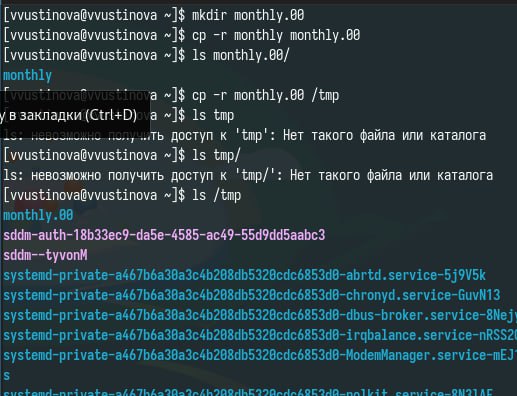 [vvustinova@vvustinova ~]$ mkdir monthly.00
[vvustinova@vvustinova ~]$ cp -r monthly monthly.00
[vvustinova@vvustinova ~]$ ls monthly.00/
monthly
[vvustinova@vvustinova ~]$ cp -r monthly.00 /tmp
у в закладки (Ctrl+D)
~]$ ls tmp
ls: невозможно получить доступ к 'tmp': Нет такого файла или каталога
[vvustinova@vvustinova ~]$ ls tmp/
ls: невозможно получить доступ к 'tmp/': Нет такого файла или каталога
[vvustinova@vvustinova ~]$ ls /tmp
monthly.00
sddm-auth-18b33ec9-da5e-4585-ac49-55d9dd5aabc3
sddm--tyvonM
systemd-private-a467b6a30a3c4b208db5320cdc6853d0-abrtd.service-5j9V5k
systemd-private-a467b6a30a3c4b208db5320cdc6853d0-chronyd.service-GuvN13
systemd-private-a467b6a30a3c4b208db5320cdc6853d0-dbus-broker.service-8Nejy
systemd-private-a467b6a30a3c4b208db5320cdc6853d0-irqbalance.service-nRSS2
systemd-private-a467b6a30a3c4b208db5320cdc6853d0-ModemManager.service-mEJ
s
systemd-private-a467b6a30a3c4b208db5320cdc6853d0-polkit.service-8N3lAF